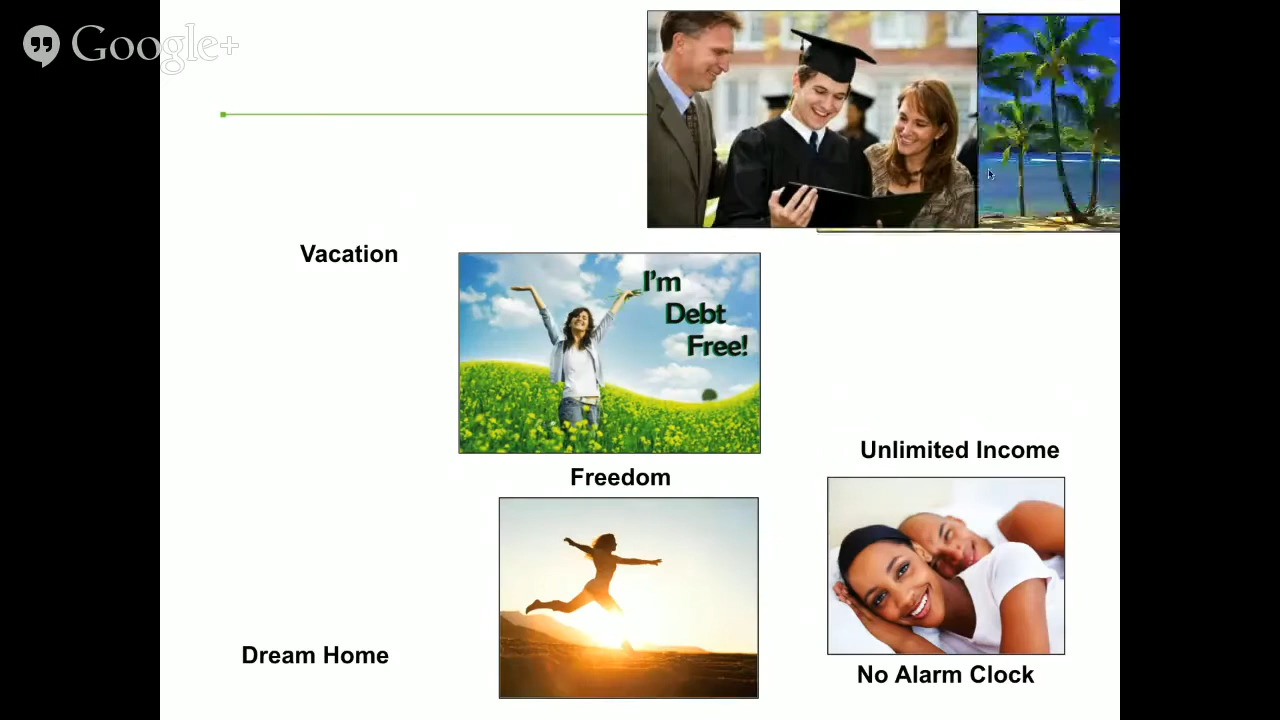 Google+
Vacation
I'm
Debt
Free!
Unlimited Income
Freedom
Dream Home
No Alarm Clock